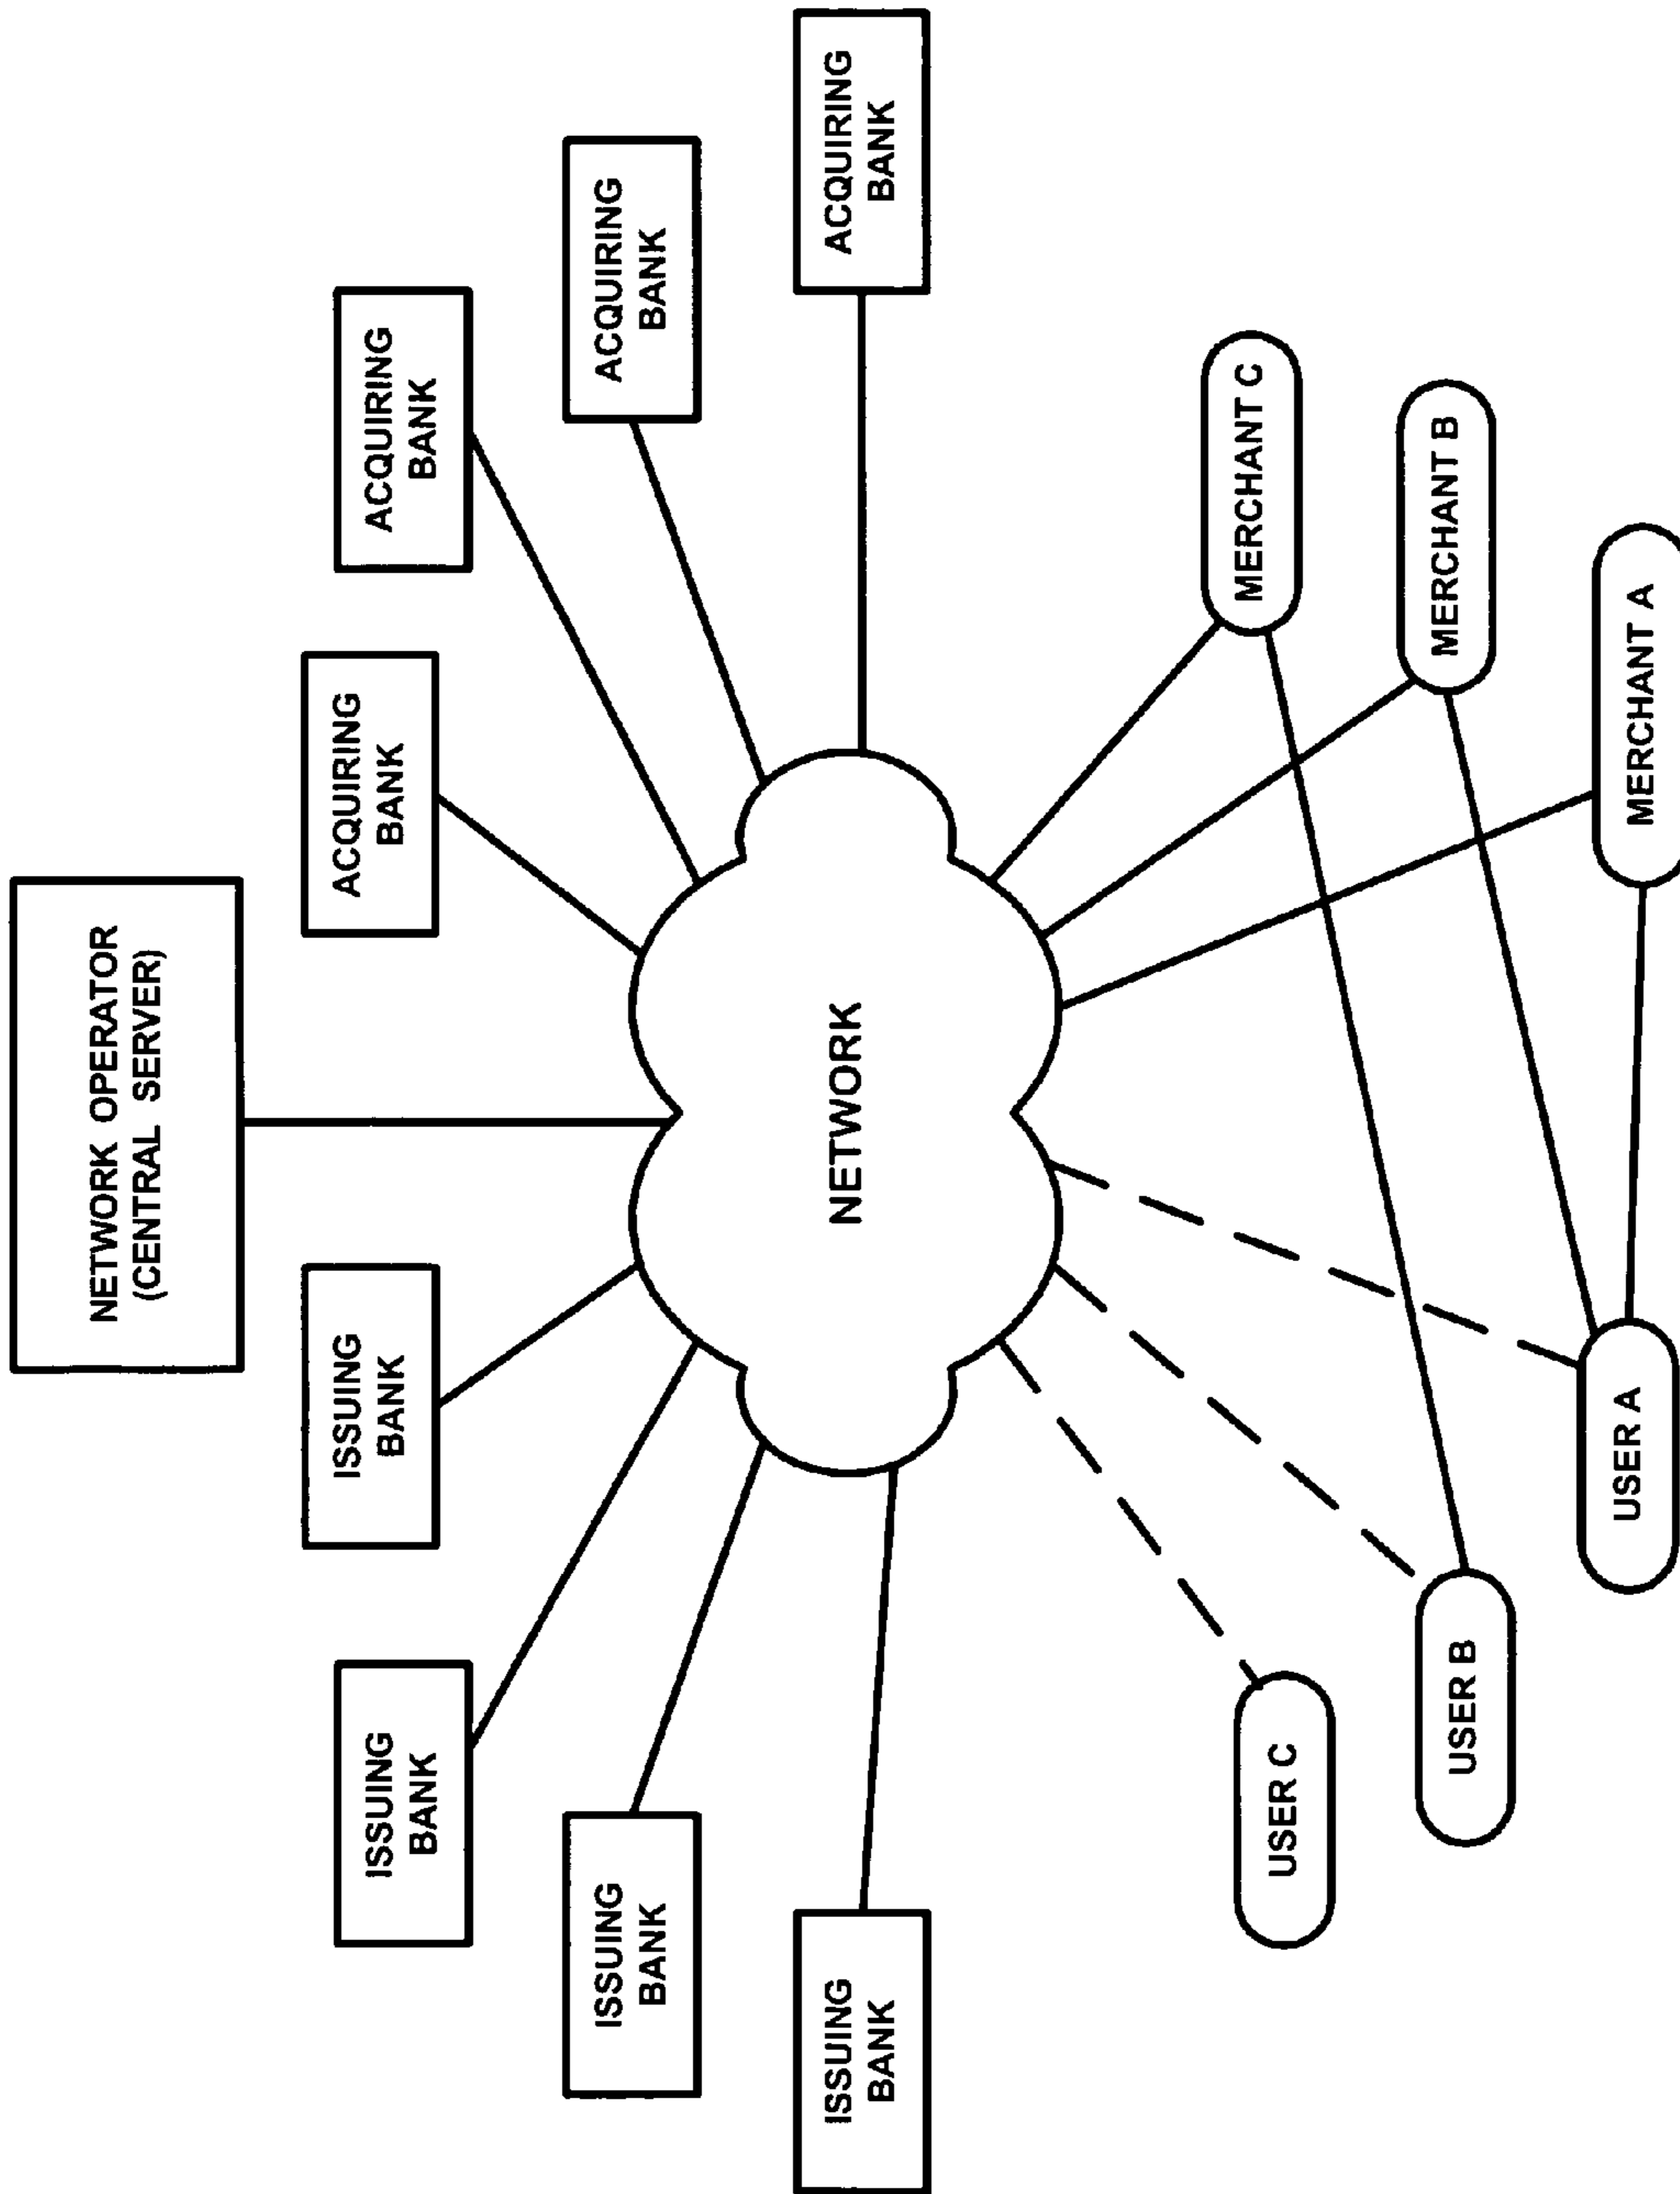 NETWORK OPERATOR
(CENTRAL SERVER)
ISSUING
BANK
ACQUIRING
BANK
ISSUING
BANK
ACQUIRING
BANK
ISSUING
BANK
ACQUIRING
BANK
ISSUING
BANK
NETWORK
ACQUIRING
BANK
USER C
MERCHANT C
USER B
MERCHANT B
USER A
MERCHANT A